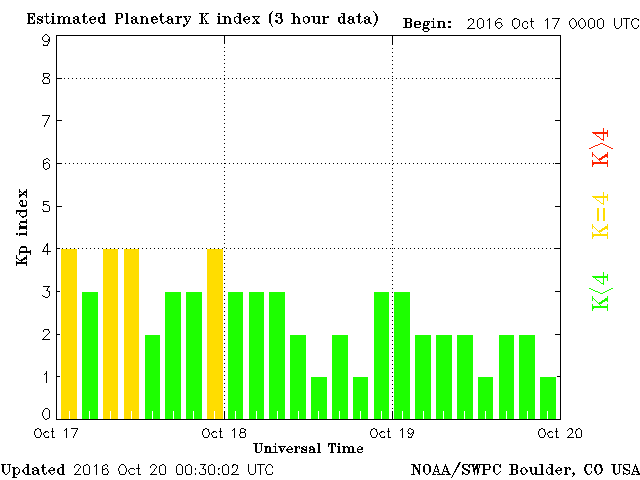 Estimated Planetary K index (3 hour data)
Begin: 2016 Oct 17 0000 UTC
9
8
7
6
5
4
3
2
1
0
Kp index
Oct 17
Oct 18
Oct 19
Oct 20
Universal Time
K>4
K=4
K<4
Updated 2016 Oct 20 00:30:02 UTC
NOAA/SWPC Boulder, CO USA